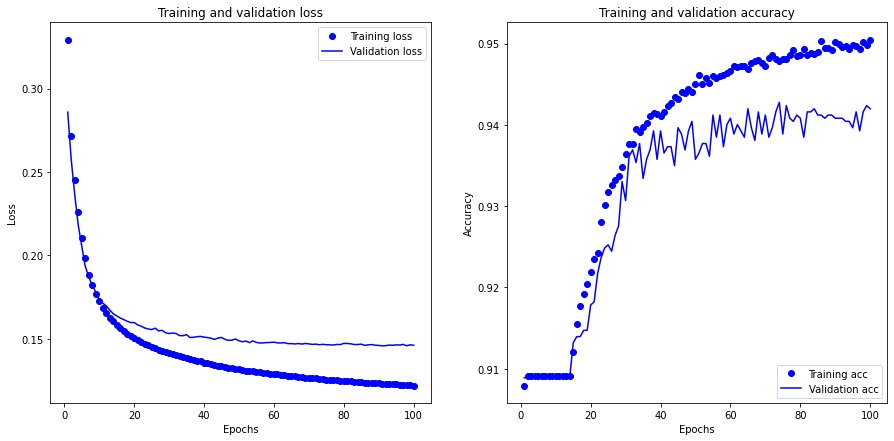 Training and validation loss
Training loss
Validation loss
0.30
0.25
0.20
0.15
Loss
0
20
40
60
80
100
Epochs
Training and validation accuracy
0.95
0.94
0.93
0.92
0.91
Accuracy
Training acc
Validation acc
0
20
40
60
80
100
Epochs